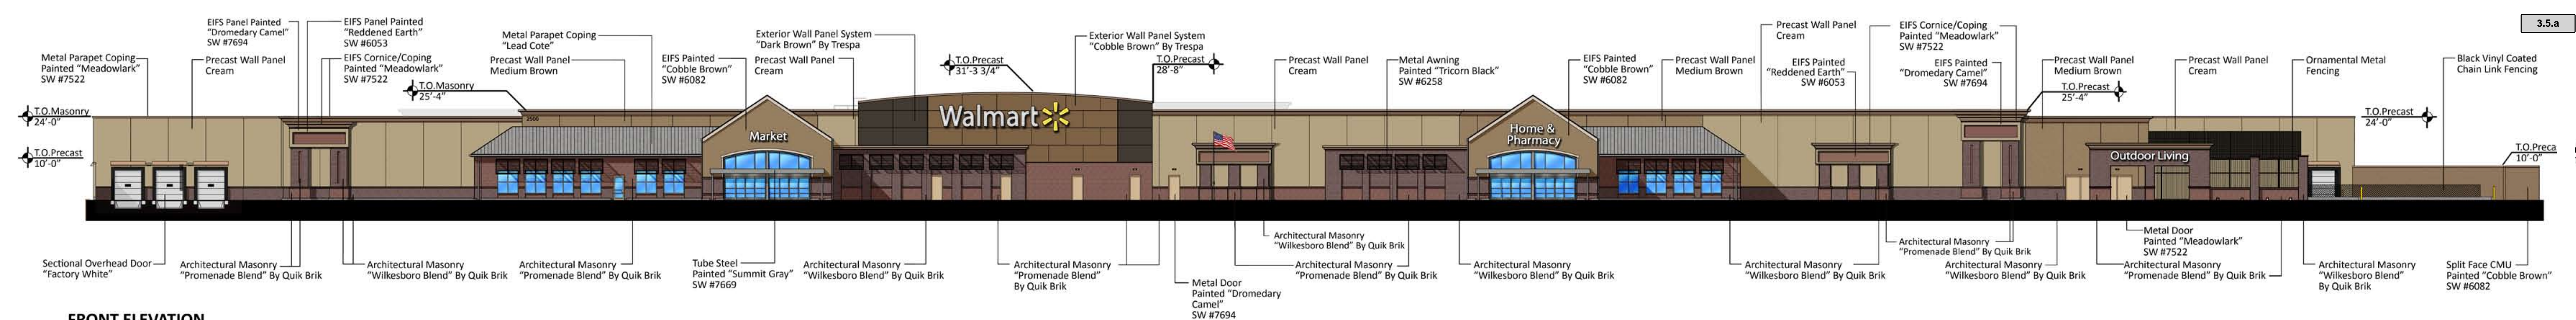 3.5.a
EIFS Panel Painted
“Dromedary Camel”
SW #7694
EIFS Panel Painted
“Reddened Earth”
SW #6053
Metal Parapet Coping
Painted “Meadowlark”
SW #7522
Precast Wall Panel
Cream
EIFS Cornice/Coping
Painted “Meadowlark”
SW #7522
T.O.Masonry
25’-4”
Metal Parapet Coping
“Lead Cote”
Precast Wall Panel
Medium Brown
EIFS Painted
“Cobble Brown”
SW #6082
Exterior Wall Panel System
“Dark Brown” By Trespa
Precast Wall Panel
Cream
T.O.Precast
31’-3 3/4”
Exterior Wall Panel System
“Cobble Brown” By Trespa
T.O.Precast
28’-8”
Precast Wall Panel
Cream
Metal Awning
Painted “Tricorn Black”
SW #6258
EIFS Painted
“Cobble Brown”
SW #6082
Precast Wall Panel
Medium Brown
Precast Wall Panel
Cream
EIFS Painted
“Reddened Earth”
SW #6053
EIFS Cornice/Coping
Painted “Meadowlark”
SW #7522
EIFS Painted
“Dromedary Camel”
SW #7694
Precast Wall Panel
Medium Brown
T.O.Precast
25’-4”
Precast Wall Panel
Cream
Ornamental Metal
Fencing
T.O.Precast
24’-0”
Black Vinyl Coated
Chain Link Fencing
T.O.Preca
10’-0”
T.O.Masonry
24’-0”
T.O.Precast
10’-0”
2500
Market
Walmart
Home &
Pharmacy
Outdoor Living
Sectional Overhead Door
“Factory White”
Architectural Masonry
“Promenade Blend” By Quik Brik
Architectural Masonry
“Wilkesboro Blend” By Quik Brik
Architectural Masonry
“Promenade Blend” By Quik Brik
Tube Steel
Painted “Summit Gray”
SW #7669
Architectural Masonry
“Wilkesboro Blend” By Quik Brik
Architectural Masonry
“Promenade Blend”
By Quik Brik
Metal Door
Painted “Dromedary
Camel”
SW #7694
Architectural Masonry
“Wilkesboro Blend” By Quik Brik
Architectural Masonry
“Promenade Blend” By Quik Brik
Architectural Masonry
“Wilkesboro Blend” By Quik Brik
Architectural Masonry
“Wilkesboro Blend” By Quik Brik
Architectural Masonry
“Promenade Blend” By Quik Brik
Architectural Masonry
“Wilkesboro Blend” By Quik Brik
Metal Door
Painted “Meadowlark”
SW #7522
Architectural Masonry
“Promenade Blend” By Quik Brik
Architectural Masonry
“Wilkesboro Blend”
By Quik Brik
Split Face CMU
Painted “Cobble Brown”
SW #6082
FRONT ELEVATION